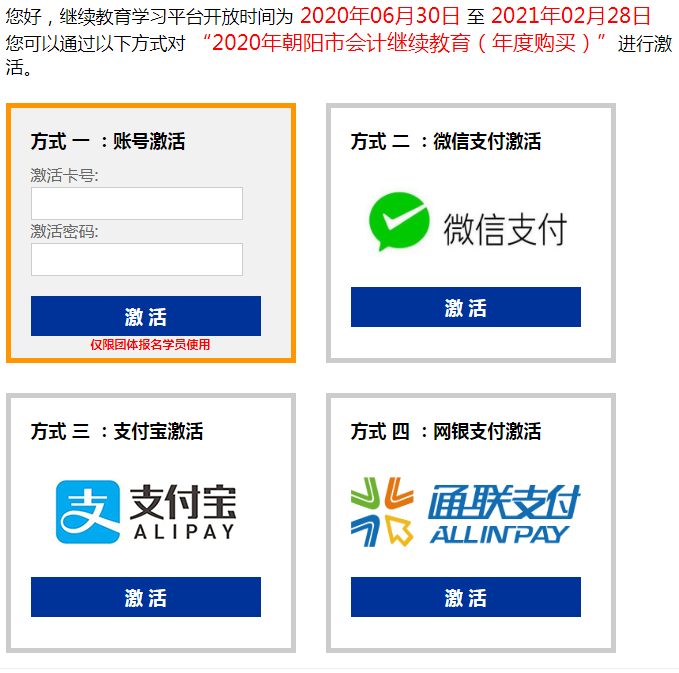 您好，继续教育学习平台开放时间为 2020年06月30日 至 2021年02月28日
您可以通过以下方式对 “2020年朝阳市会计继续教育（年度购买）” 进行激
活。
方式 一 ：账号激活
激活卡号:
激活密码:
激 活
仅限团体报名学员使用
方式 二 ：微信支付激活
微信支付
激 活
方式 三 ：支付宝激活
支
支付宝
ALIPAY
激 活
方式 四 ：网银支付激活
通联支付
ALLINPAY
激 活